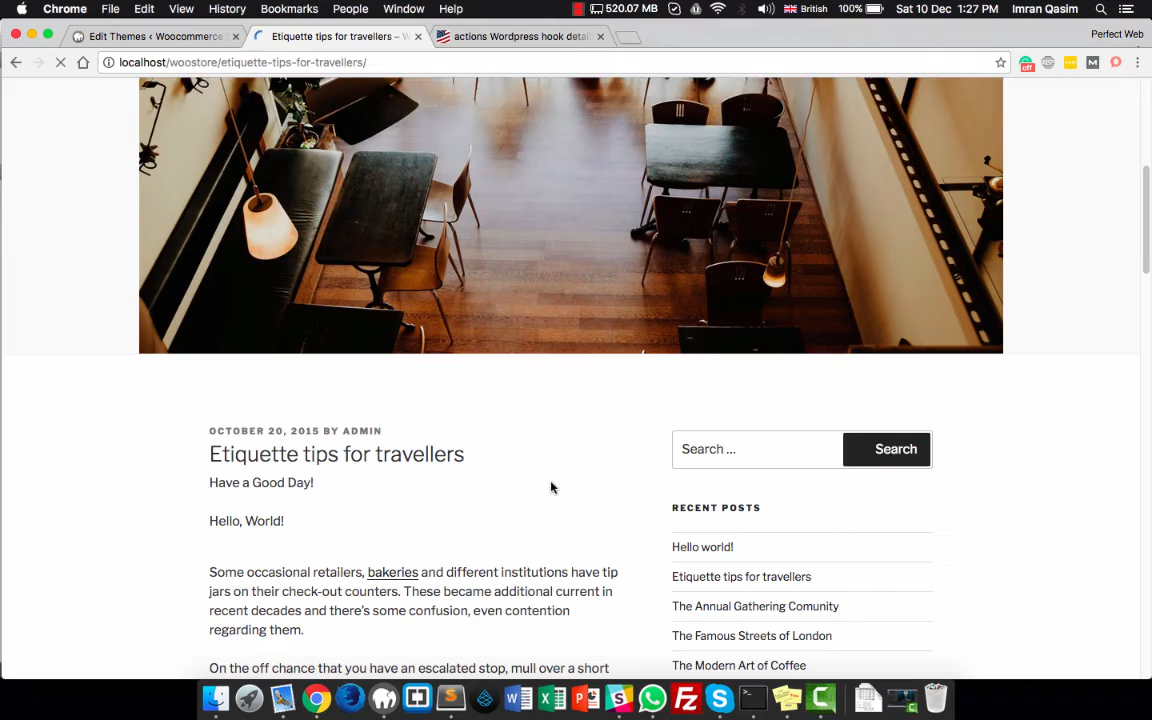 Chrome File Edit View History Bookmarks People Window Help 520.07 MB British 100% Sat 10 Dec 1:27 PM Imran Qasim
Edit Themes ‹ Woocommerce Etiquette tips for travellers – actions Wordpress hook Perfect Web
localhost/woostore/etiquette-tips-for-travellers/ off M
OCTOBER 20, 2015 BY ADMIN
Etiquette tips for travellers
Have a Good Day!
Hello, World!
Some occasional retailers, bakeries and different institutions have tip
jars on their check-out counters. These became additional current in
recent decades and there's some confusion, even contention
regarding them.
On the off chance that you have an escalated stop, mull over a short
Search ... Search
RECENT POSTS
Hello world!
Etiquette tips for travellers
The Annual Gathering Comunity
The Famous Streets of London
The Modern Art of Coffee